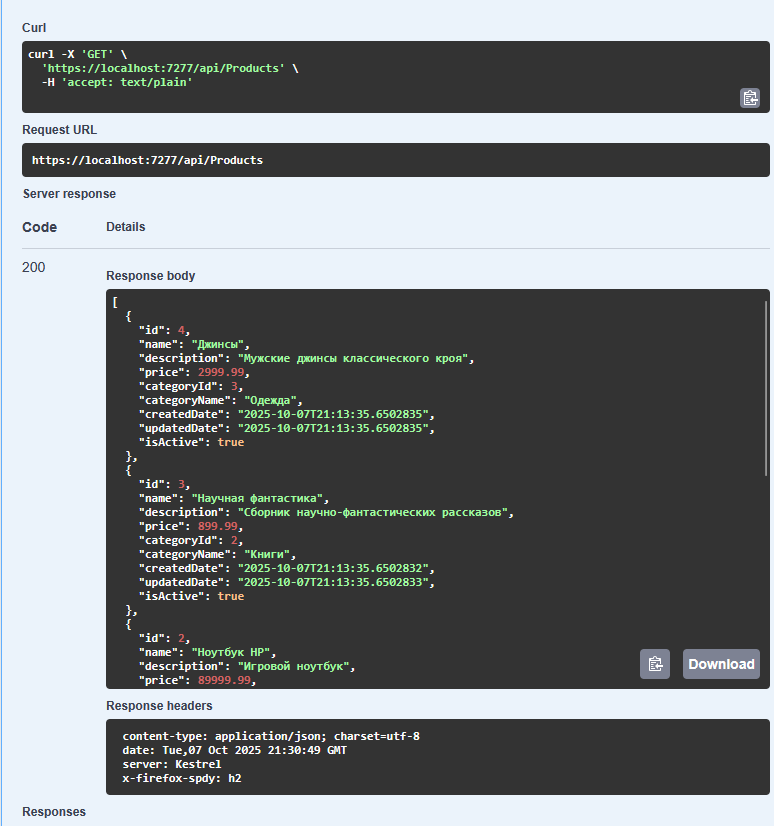 Curl
curl -X 'GET' \
  'https://localhost:7277/api/Products' \
  -H 'accept: text/plain'
Request URL
https://localhost:7277/api/Products
Server response
Code Details
200
Response body
[
  {
    "id": 4,
    "name": "Джинсы",
    "description": "Мужские джинсы классического кроя",
    "price": 2999.99,
    "categoryId": 3,
    "categoryName": "Одежда",
    "createdDate": "2025-10-07T21:13:35.6502835",
    "updatedDate": "2025-10-07T21:13:35.6502835",
    "isActive": true
  },
  {
    "id": 3,
    "name": "Научная фантастика",
    "description": "Сборник научно-фантастических рассказов",
    "price": 899.99,
    "categoryId": 2,
    "categoryName": "Книги",
    "createdDate": "2025-10-07T21:13:35.6502832",
    "updatedDate": "2025-10-07T21:13:35.6502833",
    "isActive": true
  },
  {
    "id": 2,
    "name": "Ноутбук HP",
    "description": "Игровой ноутбук",
    "price": 89999.99,
Download
Response headers
content-type: application/json; charset=utf-8
date: Tue,07 Oct 2025 21:30:49 GMT
server: Kestrel
x-firefox-spdy: h2
Responses